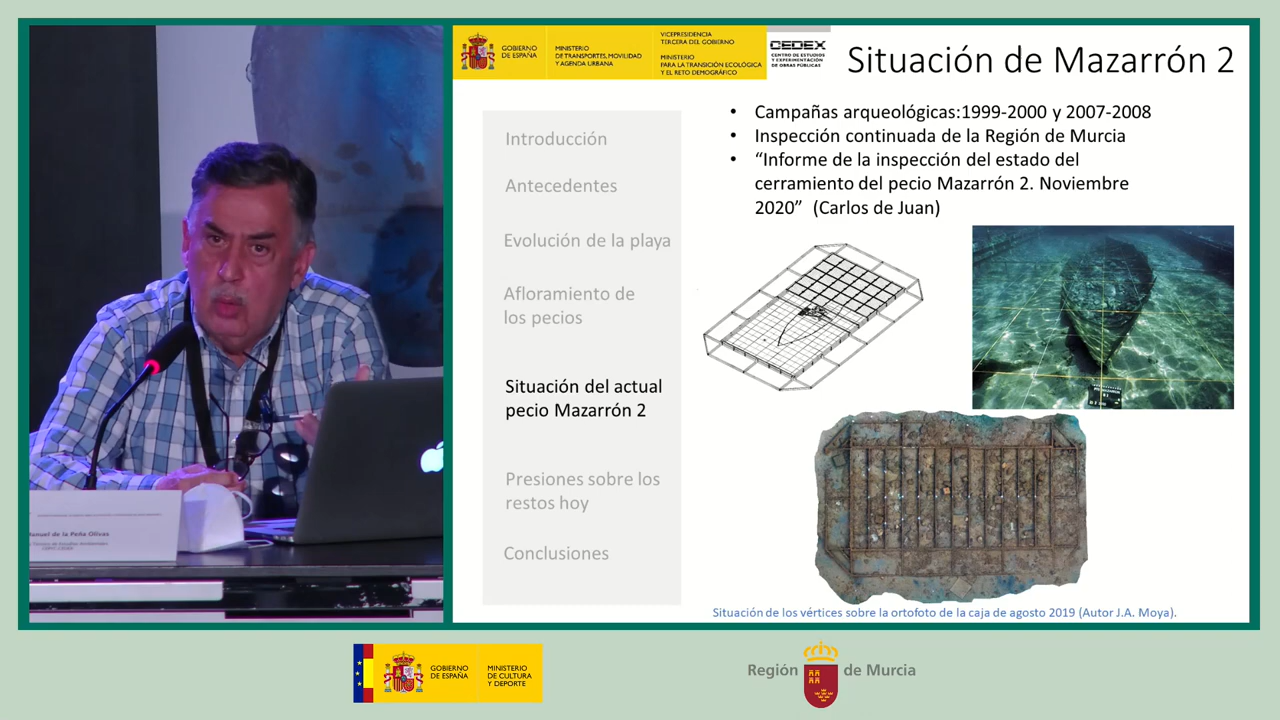 GOBIERNO
DE ESPAÑA
MINISTERIO
DE TRANSPORTES, MOVILIDAD
Y AGENDA URBANA
VICEPRESIDENCIA
TERCERA DEL GOBIERNO
MINISTERIO
PARA LA TRANSICIÓN ECOLÓGICA
Y EL RETO DEMOGRÁFICO
CEDEX
CENTRO DE ESTUDIOS
Y EXPERIMENTACIÓN
DE OBRAS PÚBLICAS
Situación de Mazarrón 2
Introducción
Antecedentes
Evolución de la playa
Afloramiento de
los pecios
Situación del actual
pecio Mazarrón 2
Presiones sobre los
restos hoy
Conclusiones
• Campañas arqueológicas:1999-2000 y 2007-2008
• Inspección continuada de la Región de Murcia
• “Informe de la inspección del estado del
cerramiento del pecio Mazarrón 2. Noviembre
2020” (Carlos de Juan)
Situación de los vértices sobre la ortofoto de la caja de agosto 2019 (Autor J.A. Moya).
Manuel de la Peña Olivas
GOBIERNO
DE ESPAÑA
MINISTERIO
DE CULTURA
Y DEPORTE
Región de Murcia